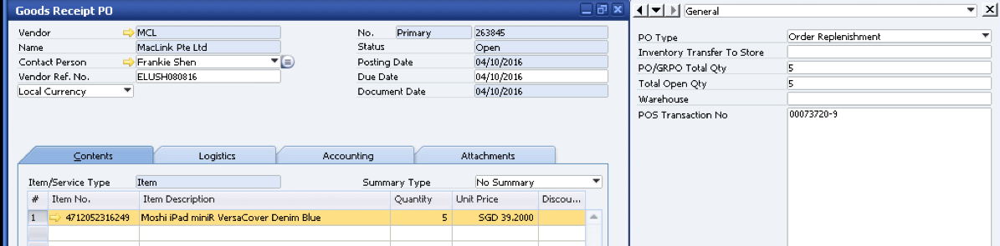 Goods Receipt PO
Vendor MCL No. Primary 263845
Name MacLink Pte Ltd Status Open
Contact Person Frankie Shen Posting Date 04/10/2016
Vendor Ref. No. ELUSH080816 Due Date 04/10/2016
Local Currency Document Date 04/10/2016
Contents Logistics Accounting Attachments
Item/Service Type Item Summary Type No Summary
# Item No. Item Description Quantity Unit Price Discou...
1 4712052316249 Moshi iPad miniR VersaCover Denim Blue 5 SGD 39.2000
General
PO Type Order Replenishment
Inventory Transfer To Store
PO/GRPO Total Qty 5
Total Open Qty 5
Warehouse
POS Transaction No 00073720-9